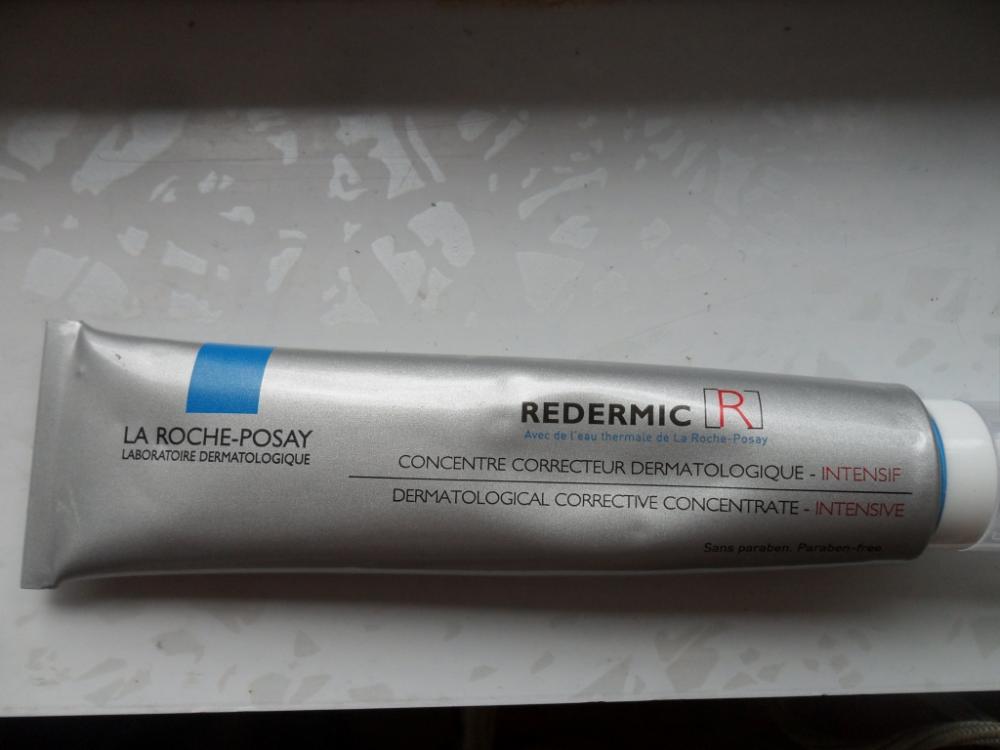 LA ROCHE-POSAY
LABORATOIRE DERMATOLOGIQUE
REDERMIC [R]
Avec de l'eau thermale de La Roche-Posay
CONCENTRE CORRECTEUR DERMATOLOGIQUE - INTENSIF
DERMATOLOGICAL CORRECTIVE CONCENTRATE - INTENSIVE
Sans paraben. Paraben-free.